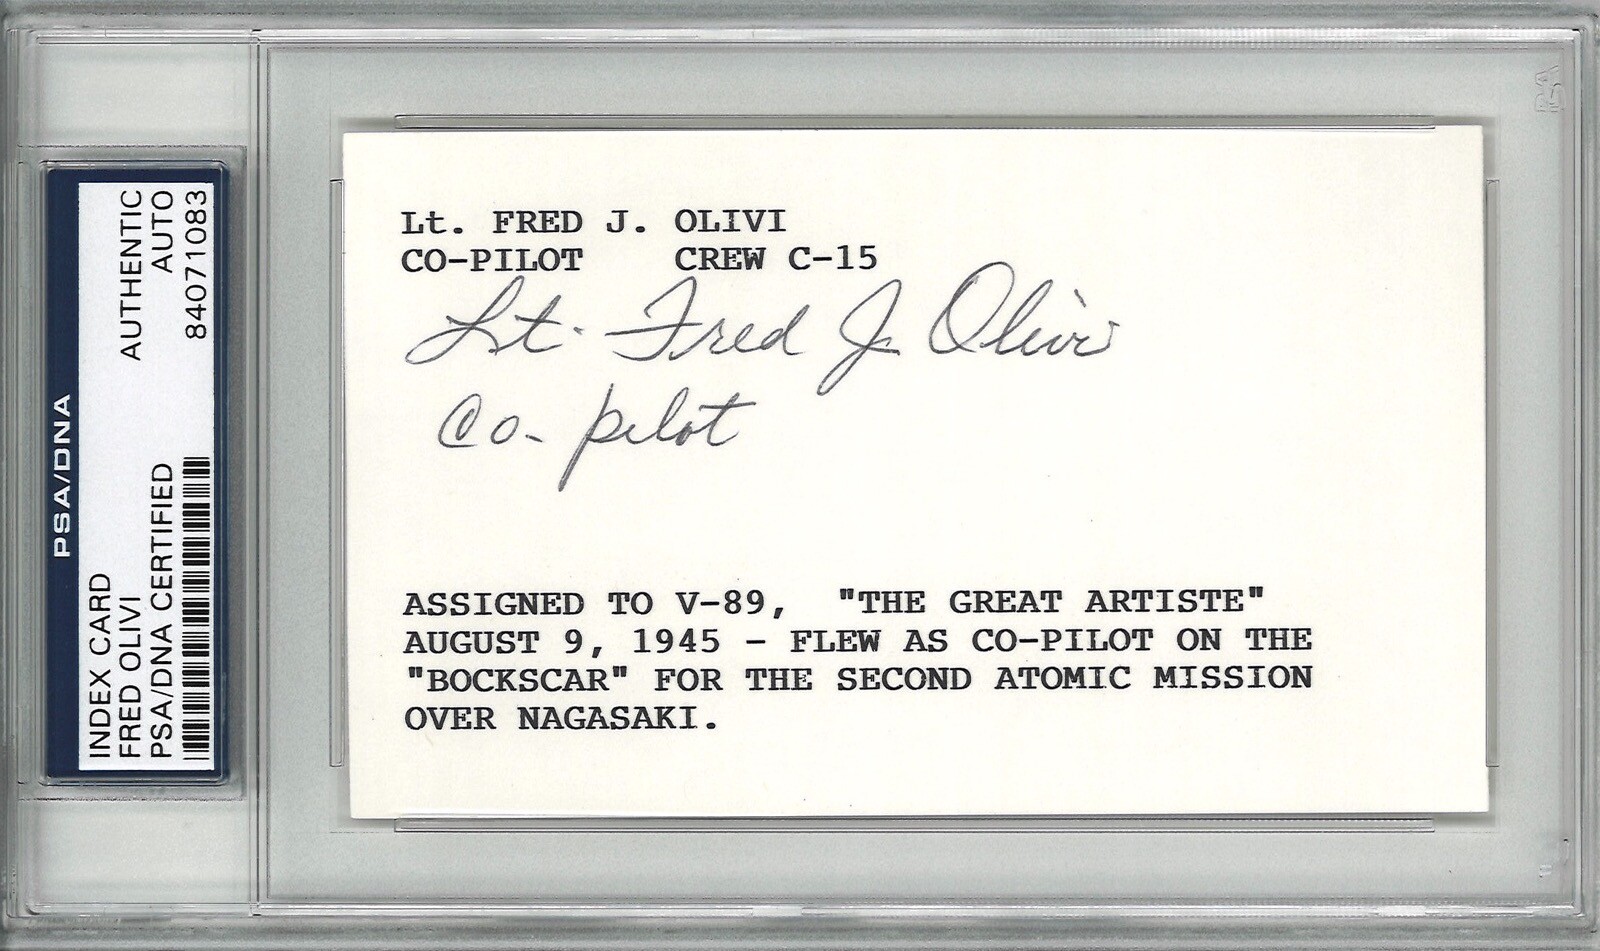 PSA/DNA
INDEX CARD AUTHENTIC
FRED OLIVI AUTO
PSA/DNA CERTIFIED 84071083
Lt. FRED J. OLIVI
CO-PILOT CREW C-15
Lt. Fred J. Olivi
Co-pilot
ASSIGNED TO V-89, "THE GREAT ARTISTE"
AUGUST 9, 1945 - FLEW AS CO-PILOT ON THE
"BOCKSCAR" FOR THE SECOND ATOMIC MISSION
OVER NAGASAKI.
PSA